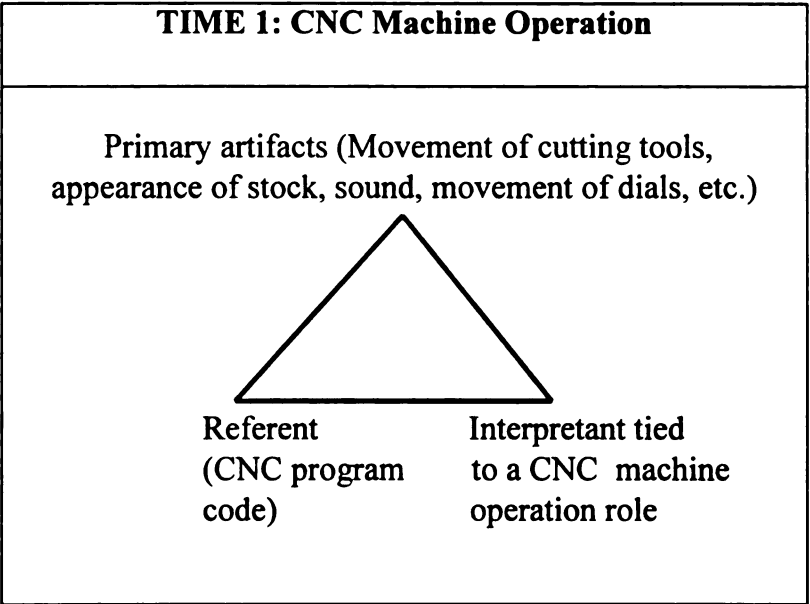 TIME 1: CNC Machine Operation
Primary artifacts (Movement of cutting tools,
appearance of stock, sound, movement of dials, etc.)
Referent
(CNC program
code)
Interpretant tied
to a CNC machine
operation role